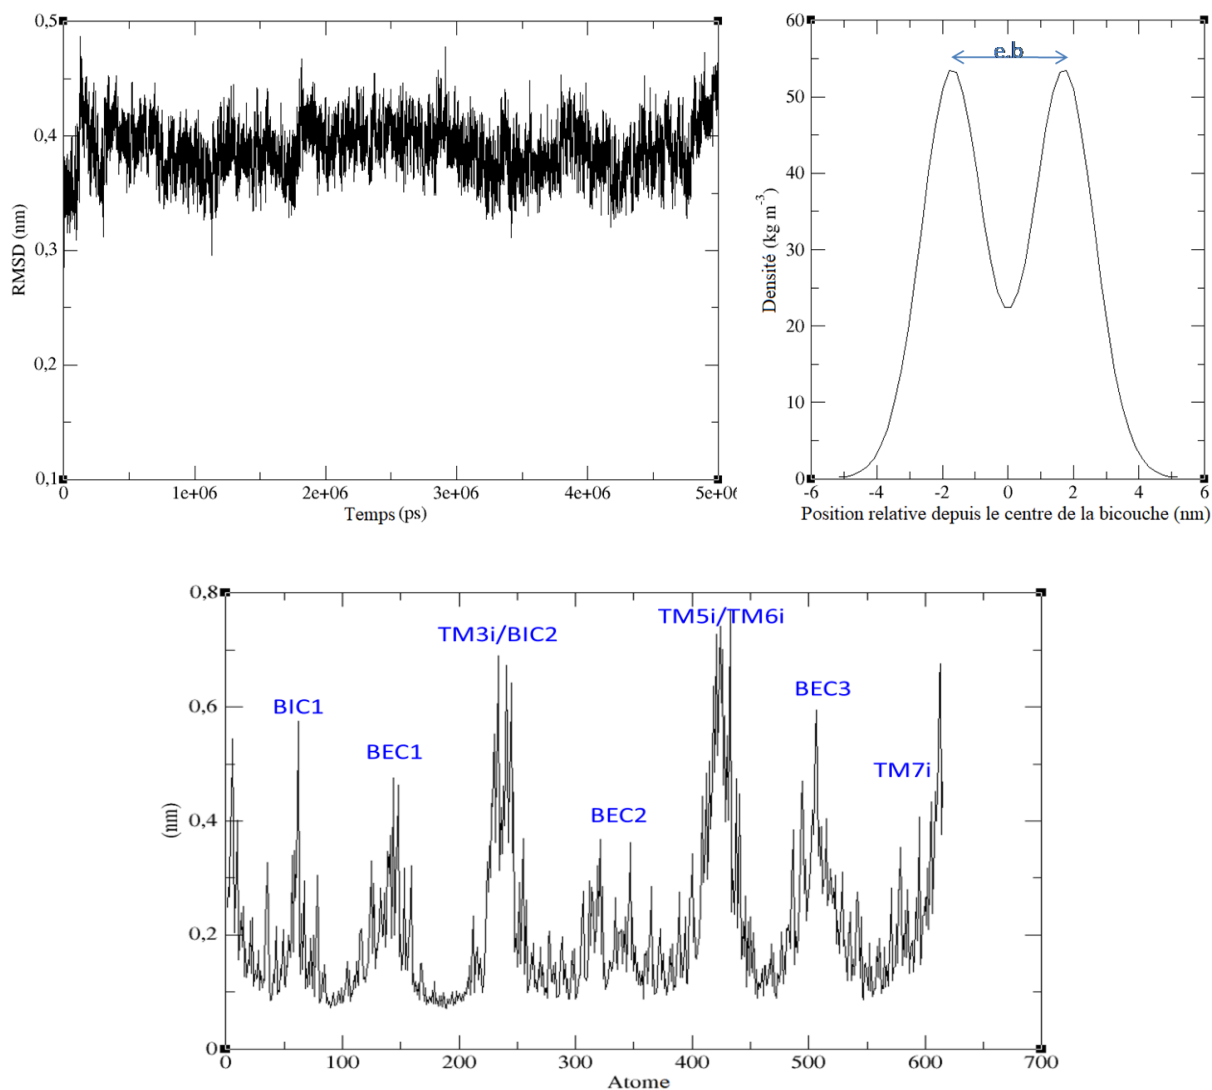 0,5
0,4
0,3
0,2
0,1
RMSD (nm)
0
1e+06
2e+06
3e+06
4e+06
5e+0
Temps (ps)
e.b
60
50
40
30
20
10
0
Densité (kg m⁻³)
-6
-4
-2
0
2
4
6
Position relative depuis le centre de la bicouche (nm)
0,8
0,6
0,4
0,2
0
(nm)
TM3i/BIC2
TM5i/TM6i
BIC1
BEC1
BEC2
BEC3
TM7i
0
100
200
300
400
500
600
700
Atome